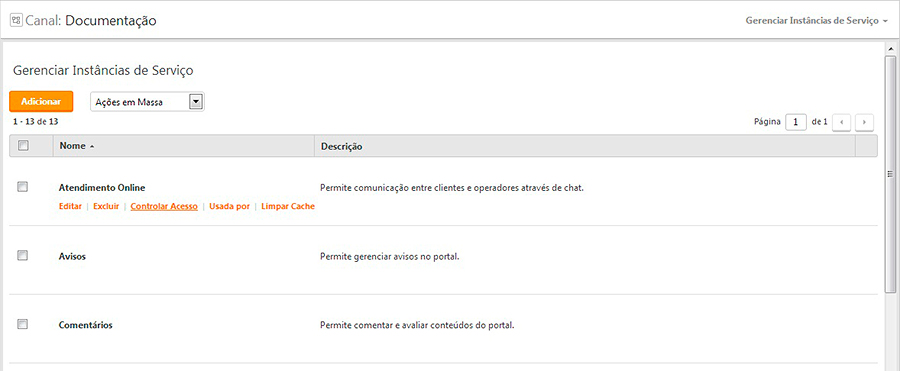 Canal: Documentação
Gerenciar Instâncias de Serviço
Gerenciar Instâncias de Serviço
Adicionar
Ações em Massa
1 - 13 de 13
Página 1 de 1
Nome
Descrição
Atendimento Online
Permite comunicação entre clientes e operadores através de chat.
Editar | Excluir | Controlar Acesso | Usada por | Limpar Cache
Avisos
Permite gerenciar avisos no portal.
Comentários
Permite comentar e avaliar conteúdos do portal.